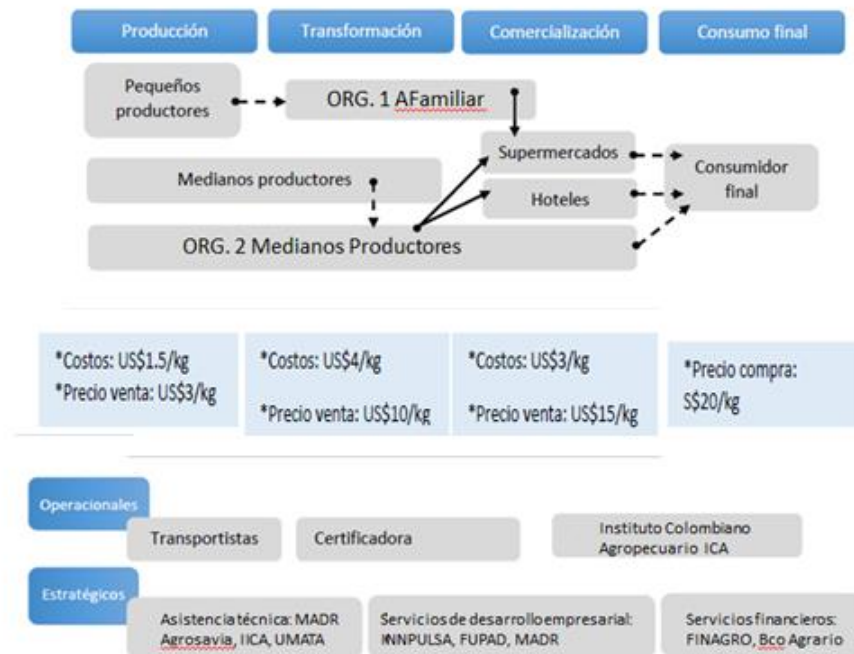 Producción
Transformación
Comercialización
Consumo final
Pequeños
productores
ORG. 1 AFamiliar
Supermercados
Consumidor
final
Medianos productores
Hoteles
ORG. 2 Medianos Productores
*Costos: US$1.5/kg
*Precio venta: US$3/kg
*Costos: US$4/kg
*Precio venta: US$10/kg
*Costos: US$3/kg
*Precio venta: US$15/kg
*Precio compra:
S$20/kg
Operacionales
Transportistas
Certificadora
Instituto Colombiano
Agropecuario ICA
Estratégicos
Asistencia técnica: MADR
Agrosavia, IICA, UMATA
Servicios de desarrollo empresarial:
INNPULSA, FUPAD, MADR
Servicios financieros:
FINAGRO, Bco Agrario